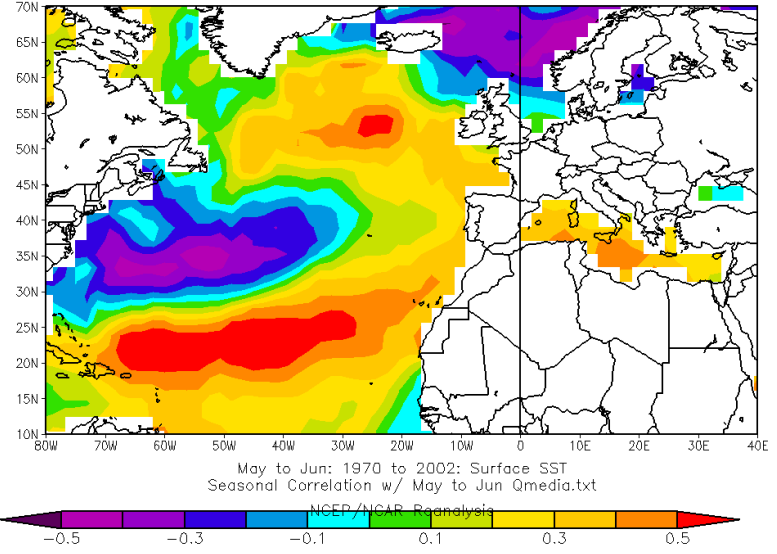 70N
65N
60N
55N
50N
45N
40N
35N
30N
25N
20N
15N
10N
80W 70W 60W 50W 40W 30W 20W 10W 0 10E 20E 30E 40E
May to Jun: 1970 to 2002: Surface SST
Seasonal Correlation w/ May to Jun Qmedia.txt
NCEP/NCAR Reanalysis
-0.5 -0.3 -0.1 0.1 0.3 0.5